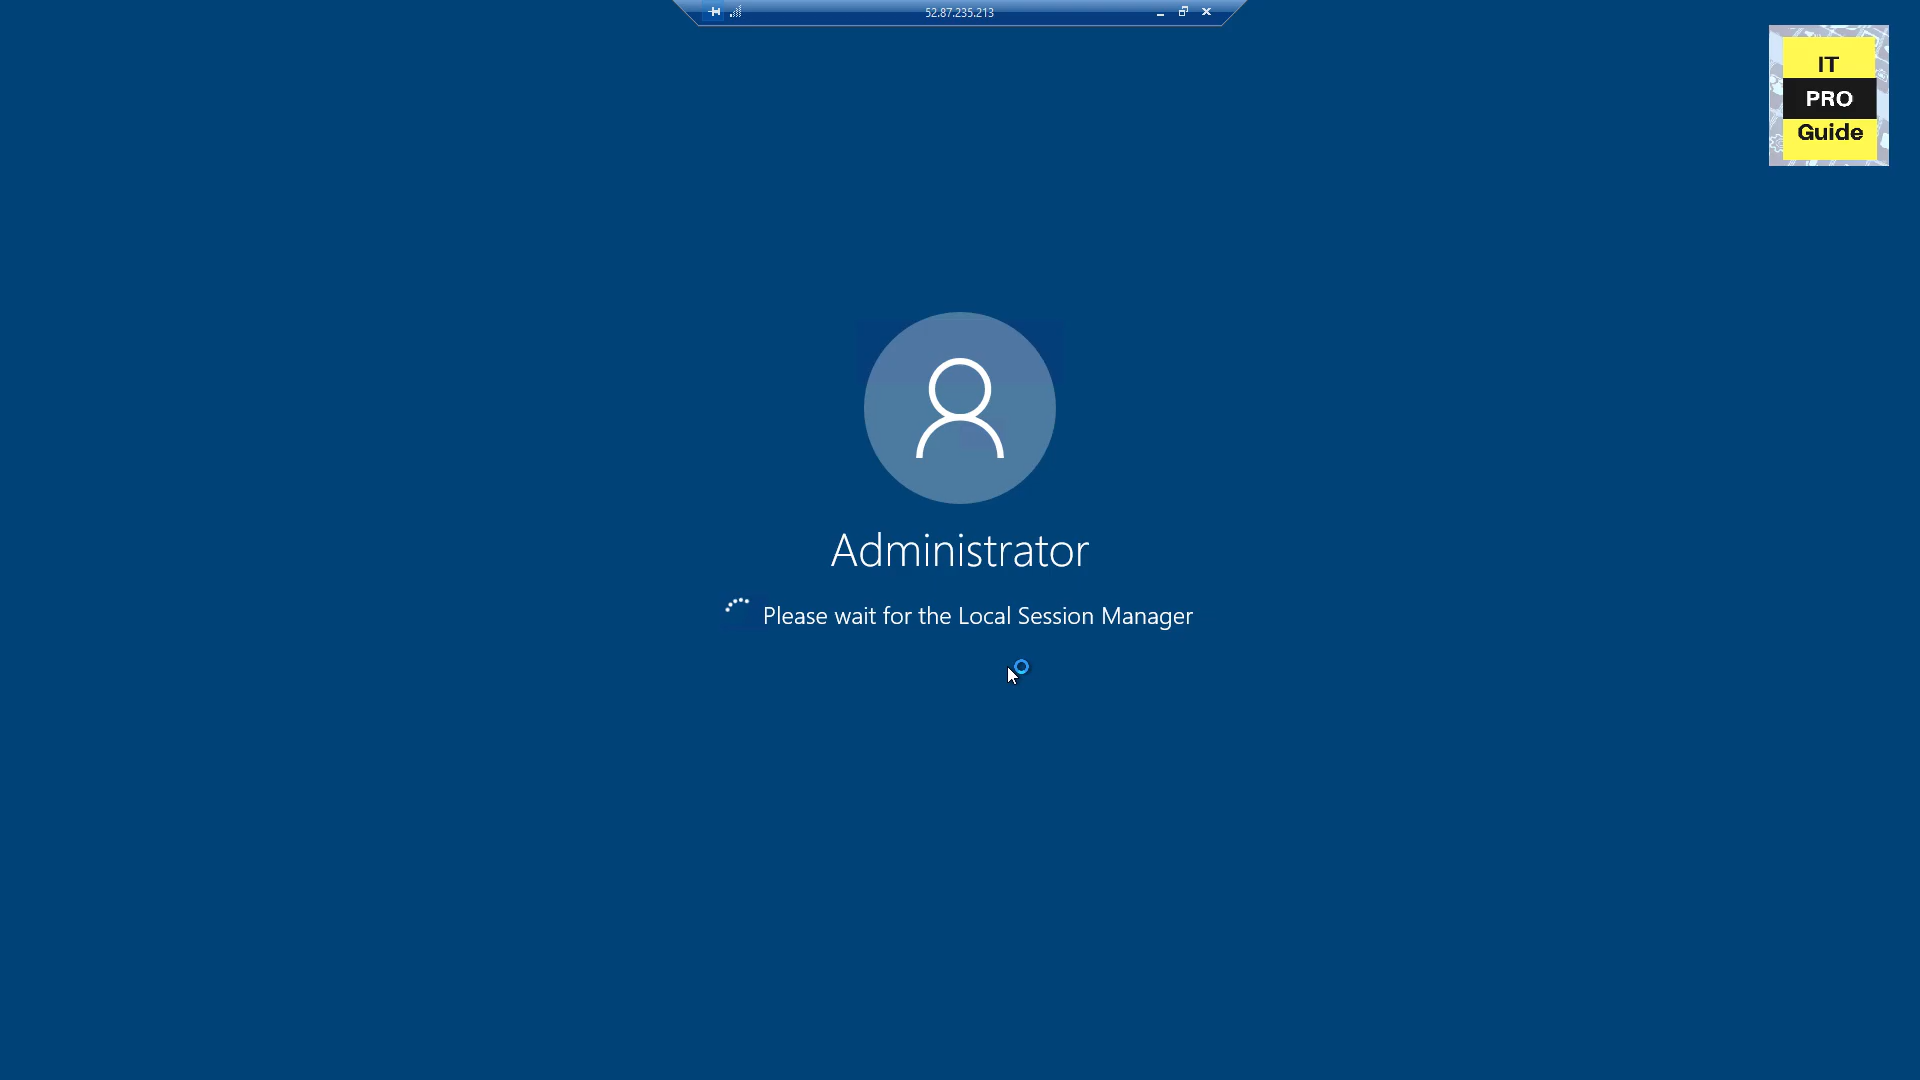 52.87.235.213
IT
PRO
Guide
Administrator
Please wait for the Local Session Manager